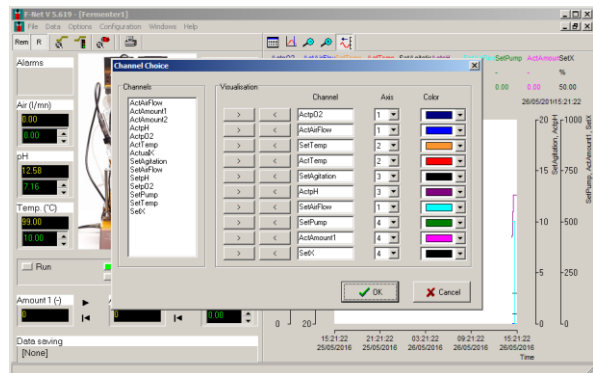 F-Net V 5.619 - [Fermenter1]
File Data Options Configuration Windows Help
Rem R
Alarms
Air (l/mn)
0.00
0.00
pH
12.58
7.16
Temp. (°C)
99.00
10.00
Run
Amount 1 (-)
0
0
0.00
Data saving
[None]
Channel Choice
Channels
ActAirFlow
ActAmount1
ActAmount2
ActpH
ActpO2
ActTemp
ActualX
SetAgitation
SetAirFlow
SetpH
SetpO2
SetPump
SetTemp
SetX
Visualisation
Channel Axis Color
> < ActpO2 1
> < ActAirFlow 1
> < SetTemp 2
> < ActTemp 2
> < SetAgitation 3
> < ActpH 3
> < SetAirFlow 1
> < SetPump 4
> < ActAmount1 4
> < SetX 4
OK Cancel
SetPump ActAmoun SetX
- - %
0.00 0.00 50.00
26/05/201 15:21:22
20 1000
15 750
10 500
5 250
0 0
SetAgitation, ActpH
SetPump, ActAmount1, SetX
0 20
15:21:22 21:21:22 03:21:22 09:21:22 15:21:22
25/05/2016 25/05/2016 26/05/2016 26/05/2016 26/05/2016
Time